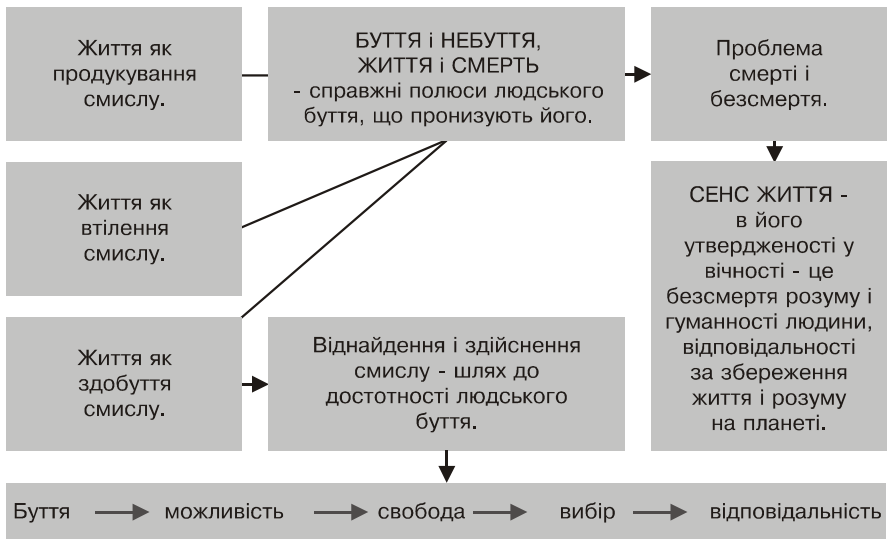 Життя як
продукування
смислу.
БУТТЯ і НЕБУТТЯ,
ЖИТТЯ і СМЕРТЬ
- справжні полюси людського
буття, що пронизують його.
Проблема
смерті і
безсмертя.
Життя як
втілення
смислу.
СЕНС ЖИТТЯ -
в його
утвердженості у
вічності - це
безсмертя розуму і
гуманності людини,
відповідальності
за збереження
життя і розуму
на планеті.
Життя як
здобуття
смислу.
Віднайдення і здійснення
смислу - шлях до
достотності людського
буття.
Буття можливість свобода вибір відповідальність